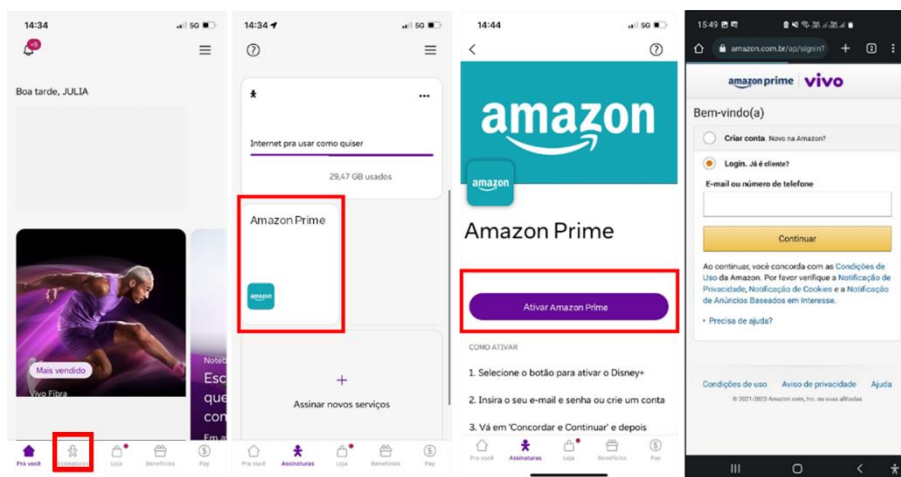 14:34
5G
+9
Boa tarde, JULIA
Mais vendido
Vivo Fibra
Noteb
Esc
que
con
Em a
Pra você
Assinaturas
Loja
Benefícios
Pay
14:34
5G
Internet pra usar como quiser
29,47 GB usados
Amazon Prime
amazon
+
Assinar novos serviços
Pra você
Assinaturas
Loja
Benefícios
Pay
14:44
5G
amazon
amazon
Amazon Prime
Ativar Amazon Prime
COMO ATIVAR
1. Selecione o botão para ativar o Disney+
2. Insira o seu e-mail e senha ou crie um conta
3. Vá em 'Concordar e Continuar' e depois
Pra você
Assinaturas
Loja
Benefícios
Pay
15:49
amazon.com.br/ap/signin?
amazon prime vivo
Bem-vindo(a)
Criar conta. Novo na Amazon?
Login. Já é cliente?
E-mail ou número de telefone
Continuar
Ao continuar, você concorda com as Condições de
Uso da Amazon. Por favor verifique a Notificação de
Privacidade, Notificação de Cookies e a Notificação
de Anúncios Baseados em Interesse.
Precisa de ajuda?
Condições de uso Aviso de privacidade Ajuda
© 2021-2023 Amazon.com, Inc. ou suas afiliadas